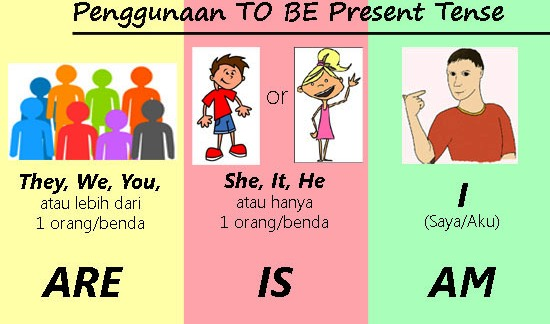 Penggunaan TO BE Present Tense
or
They, We, You,
atau lebih dari
1 orang/benda
ARE
She, It, He
atau hanya
1 orang/benda
IS
I
(Saya/Aku)
AM